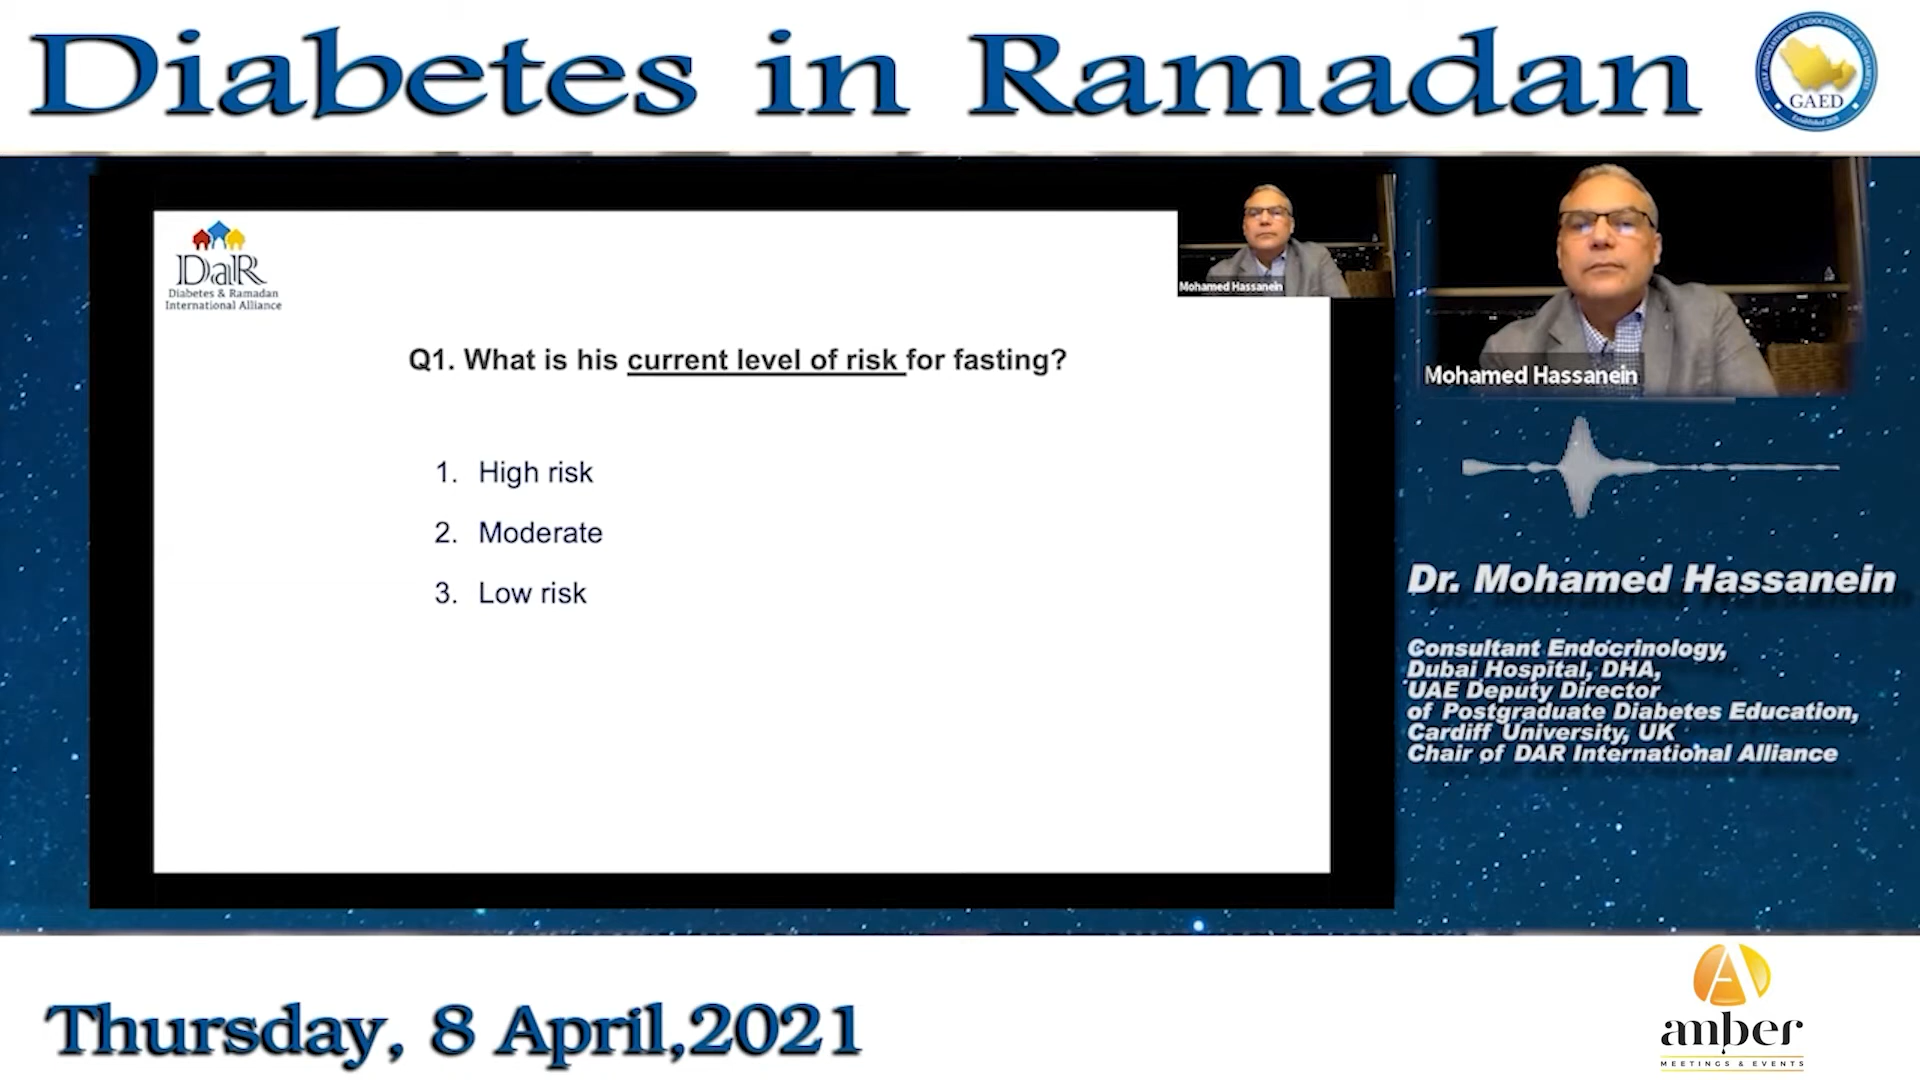 Diabetes in Ramadan
GAED
DaR
Diabetes & Ramadan
International Alliance
Mohamed Hassanein
Q1. What is his current level of risk for fasting?
1. High risk
2. Moderate
3. Low risk
Mohamed Hassanein
Dr. Mohamed Hassanein
Consultant Endocrinology,
Dubai Hospital, DHA,
UAE Deputy Director
of Postgraduate Diabetes Education,
Cardiff University, UK
Chair of DAR International Alliance
Thursday, 8 April,2021
amber
MEETINGS & EVENTS